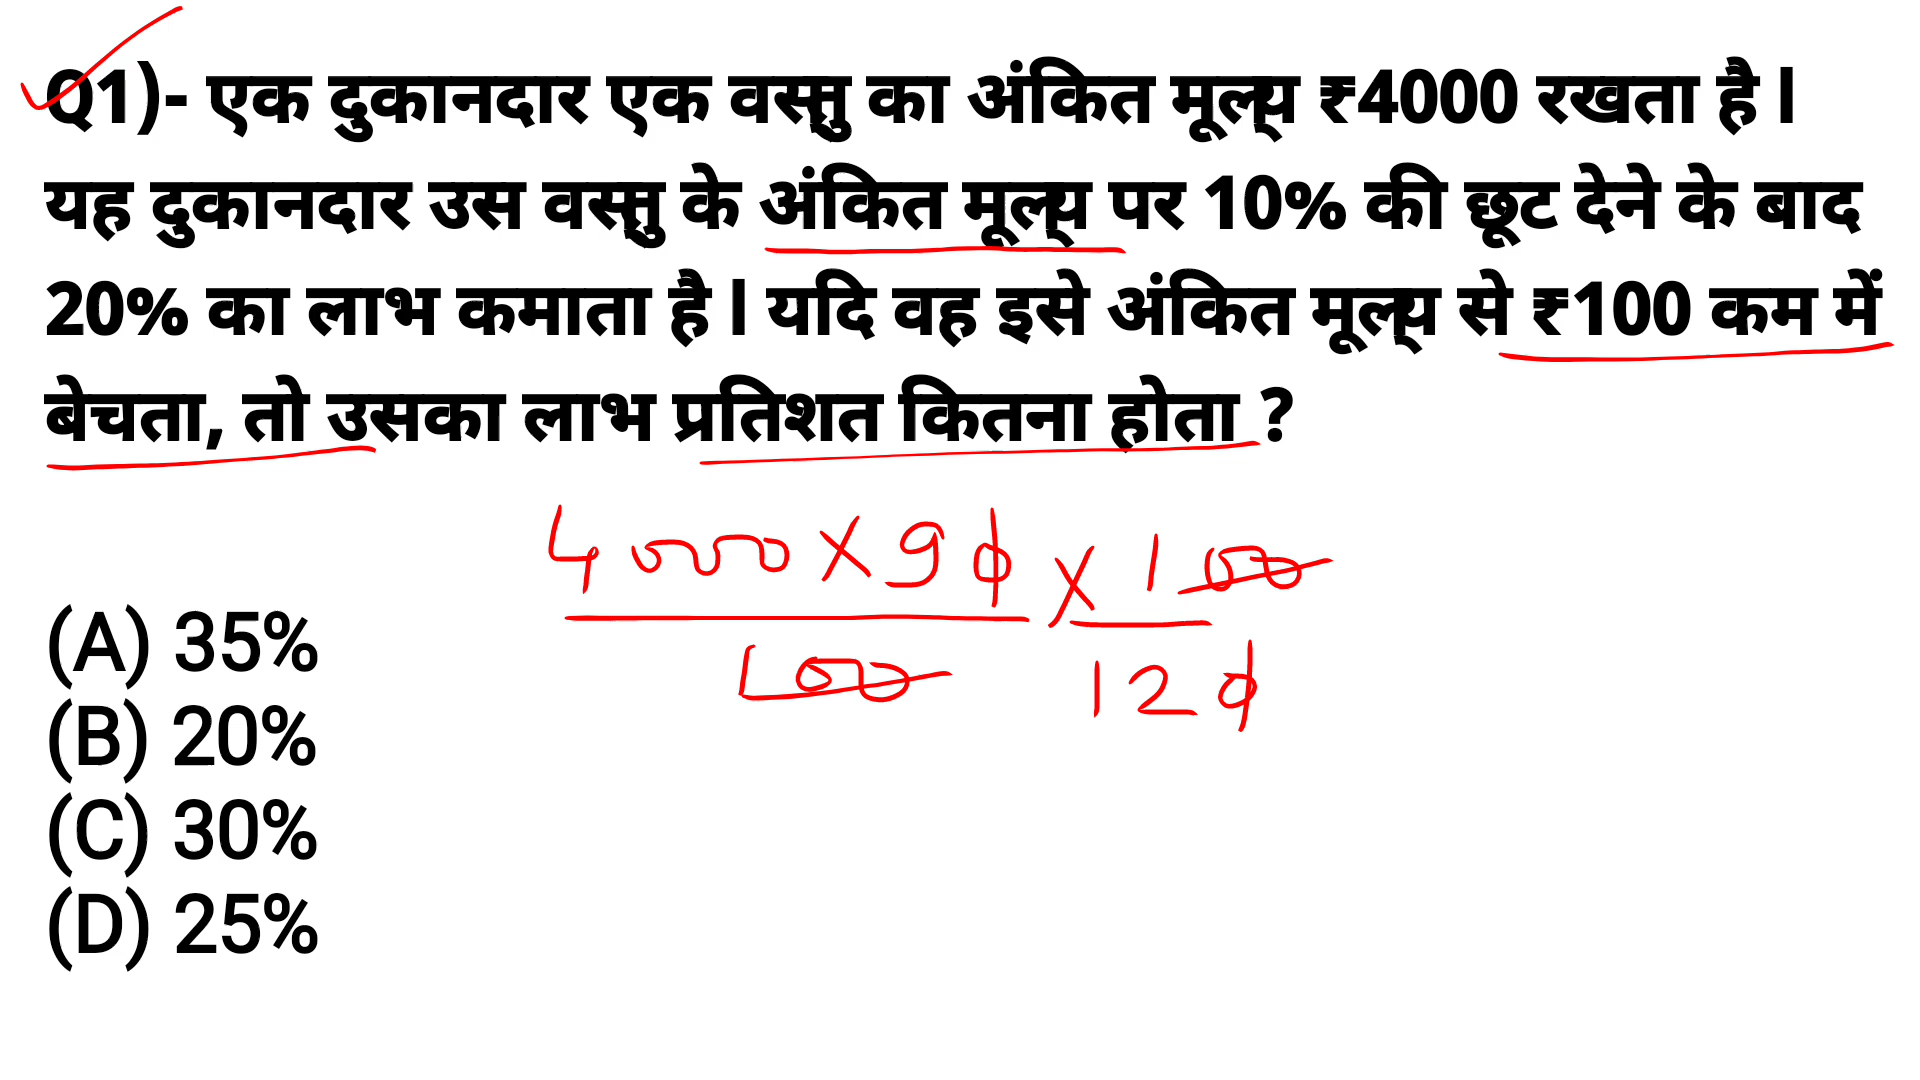 Q1)- एक दुकानदार एक वस्तु का अंकित मूल्य ₹4000 रखता है।
यह दुकानदार उस वस्तु के अंकित मूल्य पर 10% की छूट देने के बाद
20% का लाभ कमाता है। यदि वह इसे अंकित मूल्य से ₹100 कम में
बेचता, तो उसका लाभ प्रतिशत कितना होता ?
4000 × 90 × 100
100 120
(A) 35%
(B) 20%
(C) 30%
(D) 25%